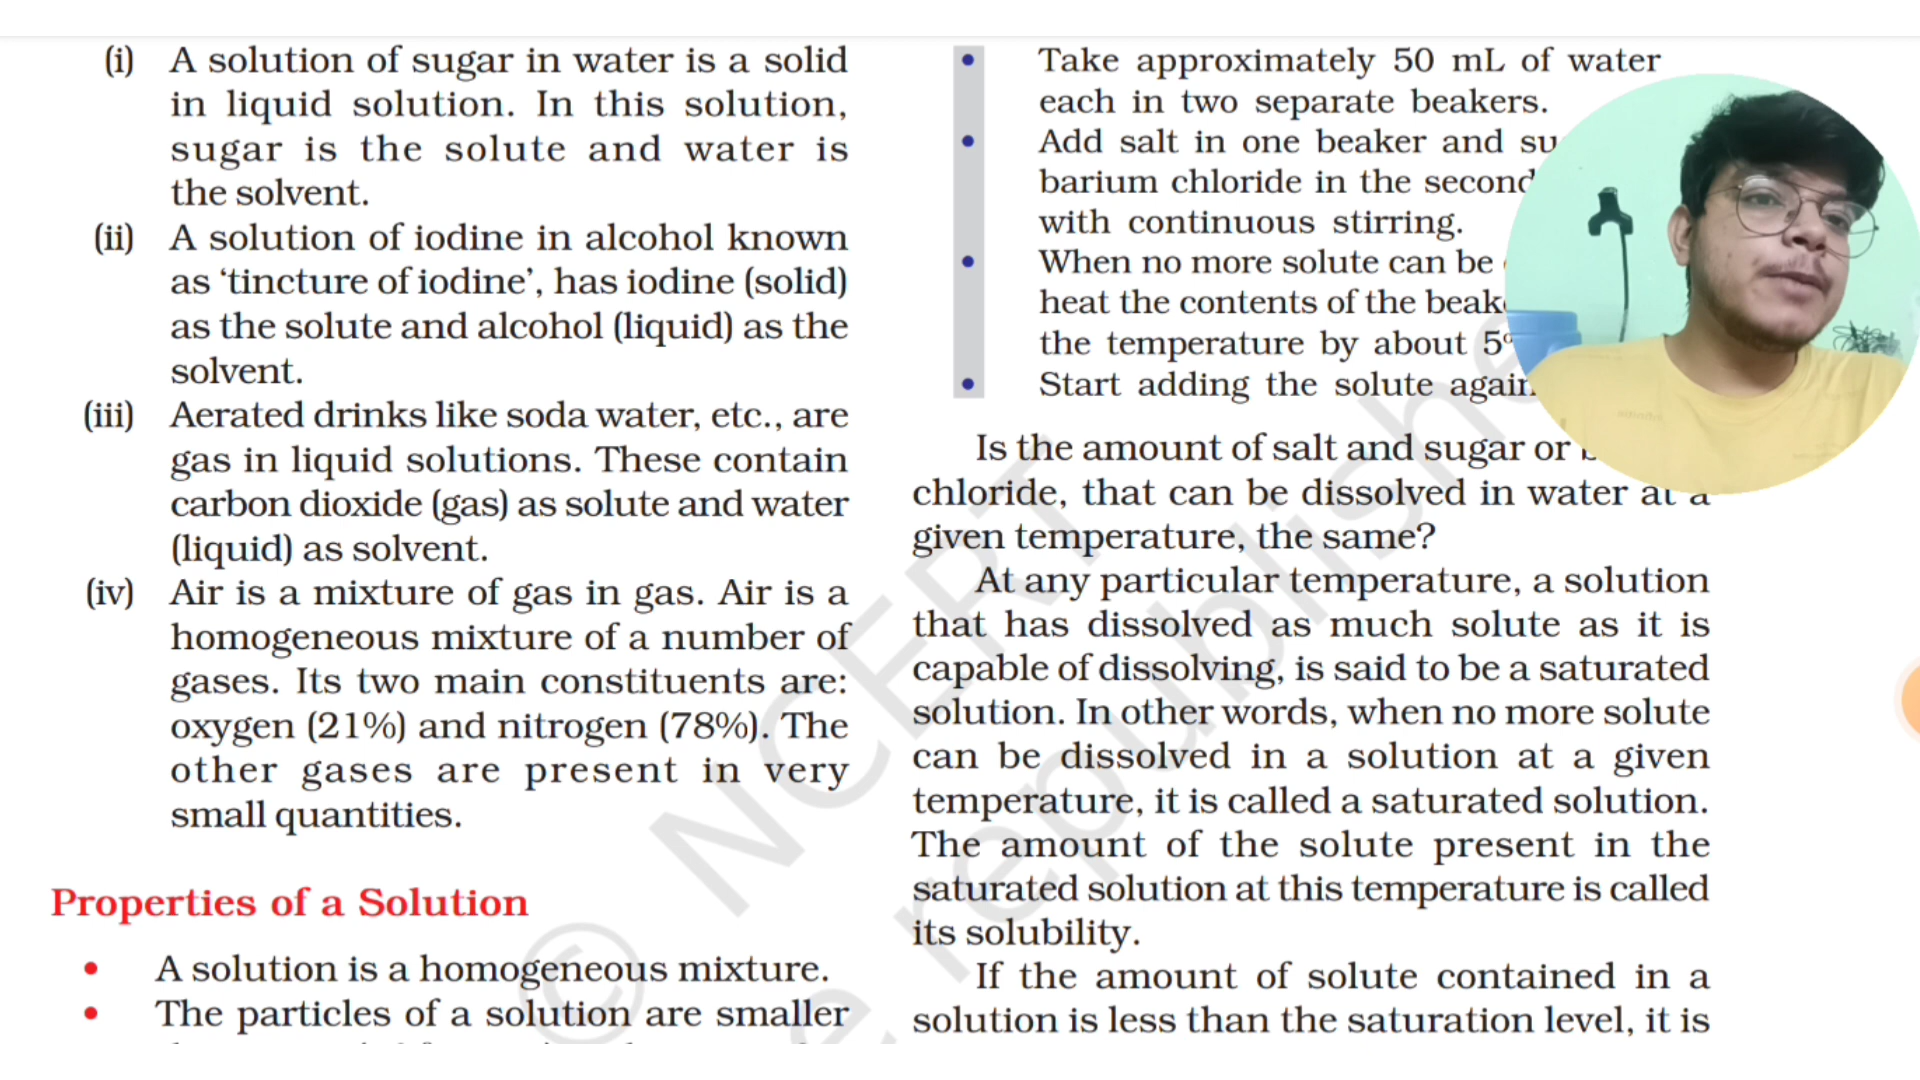 (i) A solution of sugar in water is a solid
in liquid solution. In this solution,
sugar is the solute and water is
the solvent.
(ii) A solution of iodine in alcohol known
as ‘tincture of iodine’, has iodine (solid)
as the solute and alcohol (liquid) as the
solvent.
(iii) Aerated drinks like soda water, etc., are
gas in liquid solutions. These contain
carbon dioxide (gas) as solute and water
(liquid) as solvent.
(iv) Air is a mixture of gas in gas. Air is a
homogeneous mixture of a number of
gases. Its two main constituents are:
oxygen (21%) and nitrogen (78%). The
other gases are present in very
small quantities.
Properties of a Solution
• A solution is a homogeneous mixture.
• The particles of a solution are smaller
• Take approximately 50 mL of water
each in two separate beakers.
• Add salt in one beaker and
barium chloride in the second
with continuous stirring.
• When no more solute can be
heat the contents of the
the temperature by about 5°
• Start adding the solute again
Is the amount of salt and sugar or
chloride, that can be dissolved in water at a
given temperature, the same?
At any particular temperature, a solution
that has dissolved as much solute as it is
capable of dissolving, is said to be a saturated
solution. In other words, when no more solute
can be dissolved in a solution at a given
temperature, it is called a saturated solution.
The amount of the solute present in the
saturated solution at this temperature is called
its solubility.
If the amount of solute contained in a
solution is less than the saturation level, it is
© NCERT
republishe